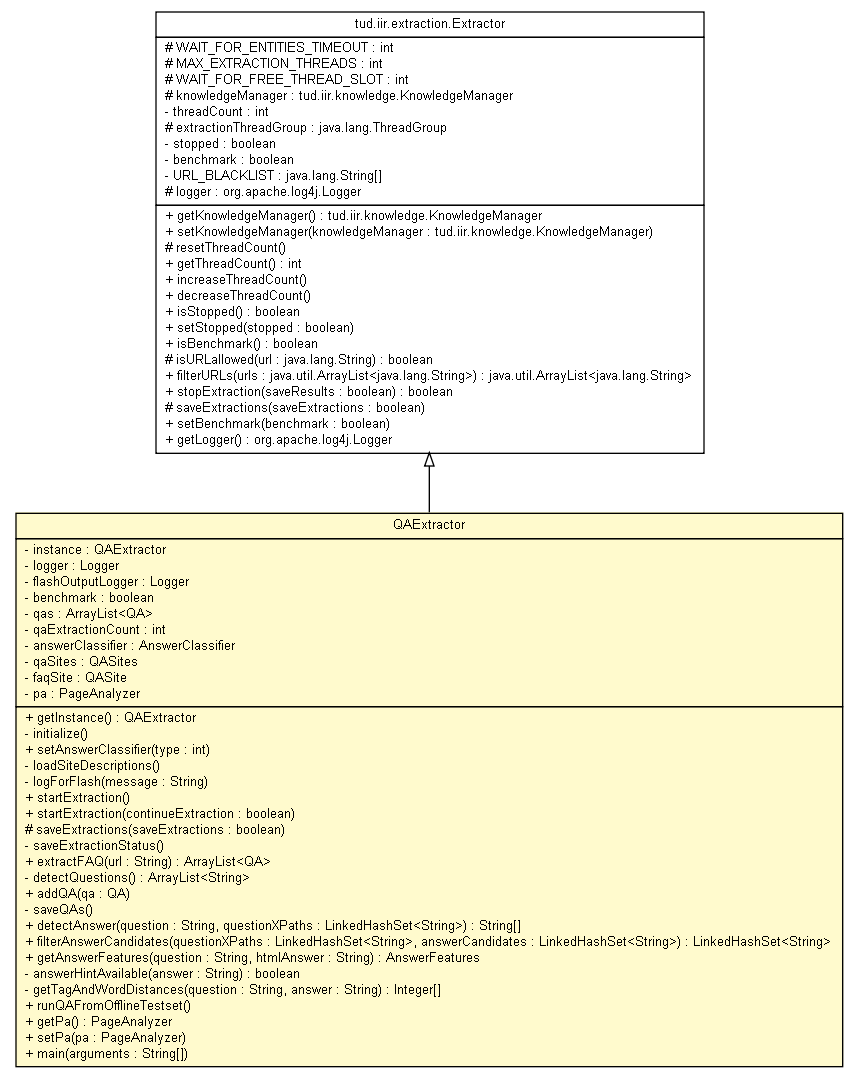 tud.iir.extraction.Extractor
# WAIT_FOR_ENTITIES_TIMEOUT : int
# MAX_EXTRACTION_THREADS : int
# WAIT_FOR_FREE_THREAD_SLOT : int
# knowledgeManager : tud.iir.knowledge.KnowledgeManager
- threadCount : int
# extractionThreadGroup : java.lang.ThreadGroup
- stopped : boolean
- benchmark : boolean
- URL_BLACKLIST : java.lang.String[]
# logger : org.apache.log4j.Logger
+ getKnowledgeManager() : tud.iir.knowledge.KnowledgeManager
+ setKnowledgeManager(knowledgeManager : tud.iir.knowledge.KnowledgeManager)
# resetThreadCount()
+ getThreadCount() : int
+ increaseThreadCount()
+ decreaseThreadCount()
+ isStopped() : boolean
+ setStopped(stopped : boolean)
+ isBenchmark() : boolean
# isURLallowed(url : java.lang.String) : boolean
+ filterURLs(urls : java.util.ArrayList<java.lang.String>) : java.util.ArrayList<java.lang.String>
+ stopExtraction(saveResults : boolean) : boolean
# saveExtractions(saveExtractions : boolean)
+ setBenchmark(benchmark : boolean)
+ getLogger() : org.apache.log4j.Logger
QAExtractor
- instance : QAExtractor
- logger : Logger
- flashOutputLogger : Logger
- benchmark : boolean
- qas : ArrayList<QA>
- qaExtractionCount : int
- answerClassifier : AnswerClassifier
- qaSites : QASites
- faqSite : QASite
- pa : PageAnalyzer
+ getInstance() : QAExtractor
- initialize()
+ setAnswerClassifier(type : int)
- loadSiteDescriptions()
- logForFlash(message : String)
+ startExtraction()
+ startExtraction(continueExtraction : boolean)
# saveExtractions(saveExtractions : boolean)
- saveExtractionStatus()
+ extractFAQ(url : String) : ArrayList<QA>
- detectQuestions() : ArrayList<String>
+ addQA(qa : QA)
- saveQAs()
+ detectAnswer(question : String, questionXPaths : LinkedHashSet<String>) : String[]
+ filterAnswerCandidates(questionXPaths : LinkedHashSet<String>, answerCandidates : LinkedHashSet<String>) : LinkedHashSet<String>
+ getAnswerFeatures(question : String, htmlAnswer : String) : AnswerFeatures
- answerHintAvailable(answer : String) : boolean
- getTagAndWordDistances(question : String, answer : String) : Integer[]
+ runQAFromOfflineTestset()
+ getPa() : PageAnalyzer
+ setPa(pa : PageAnalyzer)
+ main(arguments : String[])